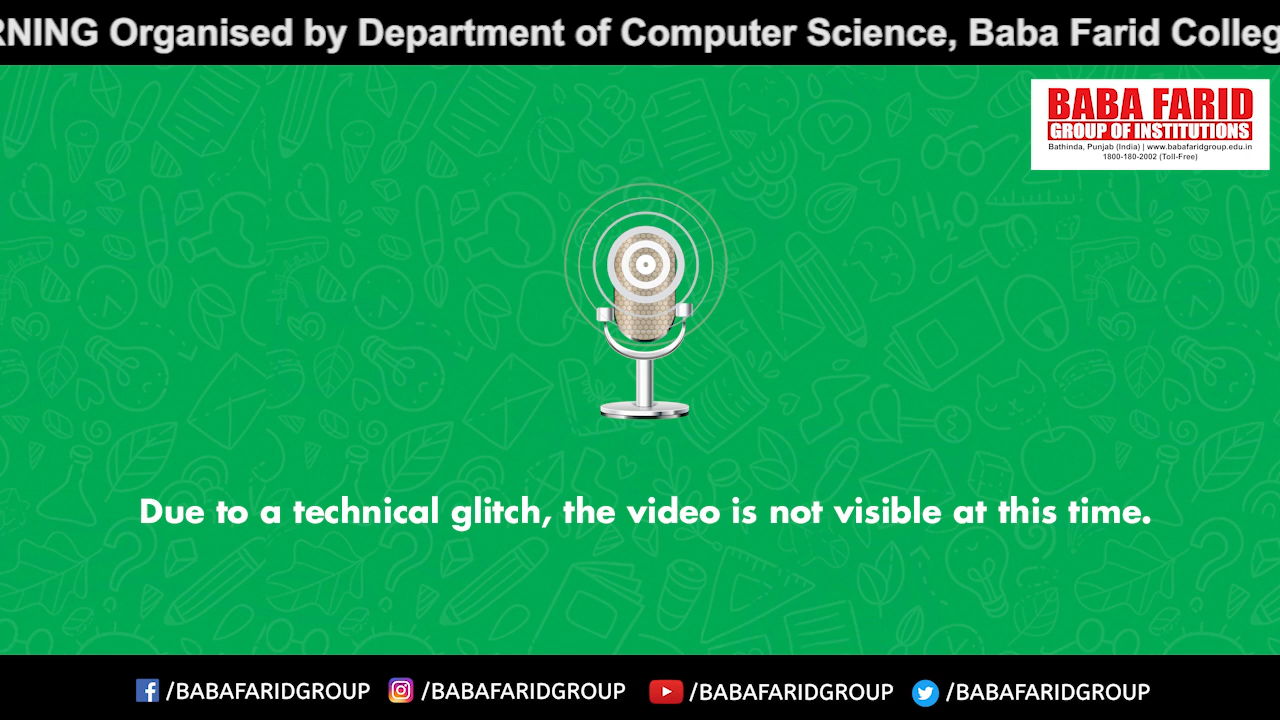 RNING Organised by Department of Computer Science, Baba Farid Colleg
BABA FARID
GROUP OF INSTITUTIONS
Bathinda, Punjab (India) | www.babafaridgroup.edu.in
1800-180-2002 (Toll-Free)
H₂O
Due to a technical glitch, the video is not visible at this time.
/BABAFARIDGROUP /BABAFARIDGROUP /BABAFARIDGROUP /BABAFARIDGROUP